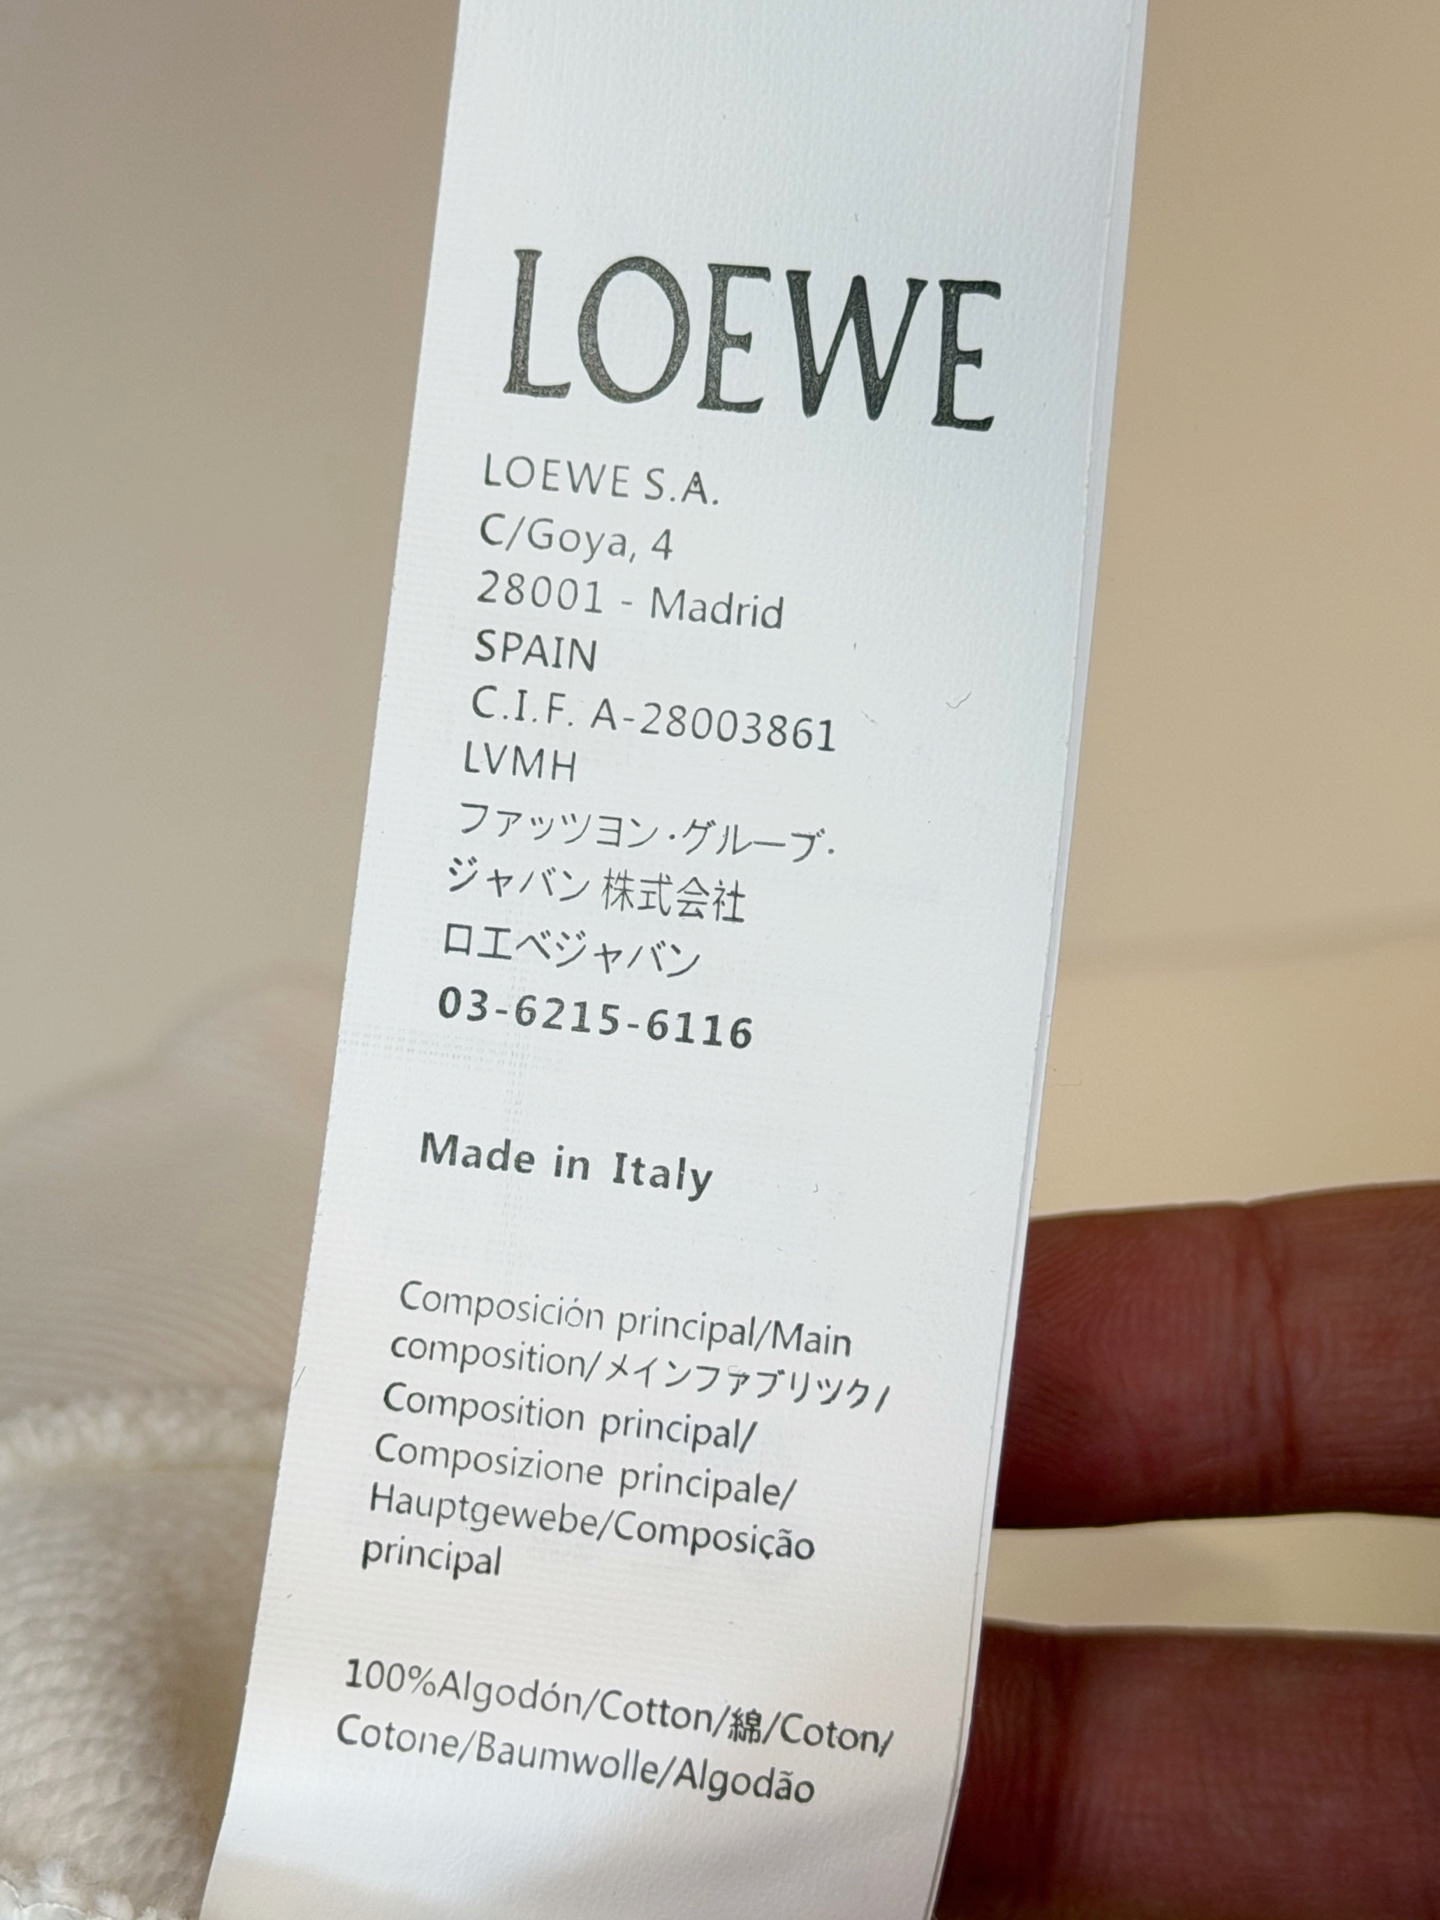 LOEWE
LOEWE S.A.
C/Goya, 4
28001 - Madrid
SPAIN
C.I.F. A-28003861
LVMH
ファッツヨン・グループ・
ジャバン 株式会社
ロエベジャバン
03-6215-6116
Made in Italy
Composición principal/Main
composition/メインファブリツク/
Composition principal/
Composizione principale/
Hauptgewebe/Composição
principal
100%Algodón/Cotton/綿/Coton/
Cotone/Baumwolle/Algodão